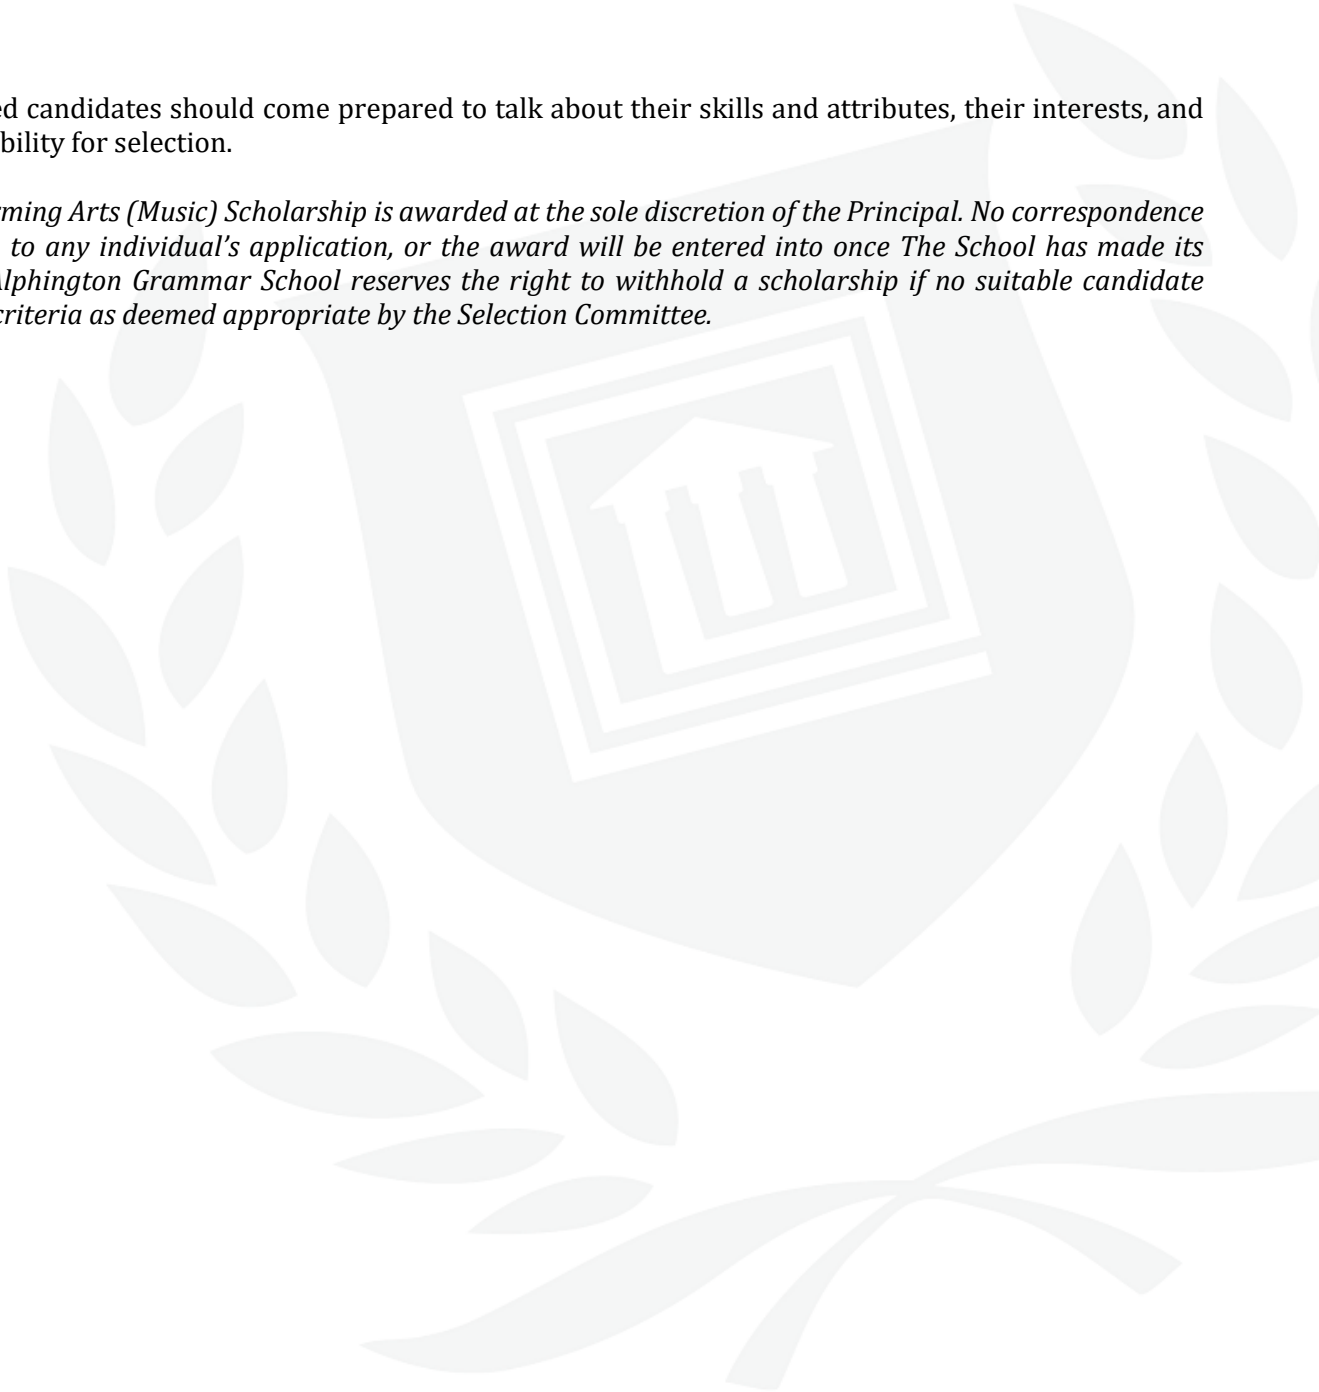 ed candidates should come prepared to talk about their skills and attributes, their interests, and
bility for selection.
rming Arts (Music) Scholarship is awarded at the sole discretion of the Principal. No correspondence
to any individual’s application, or the award will be entered into once The School has made its
Alphington Grammar School reserves the right to withhold a scholarship if no suitable candidate
criteria as deemed appropriate by the Selection Committee.